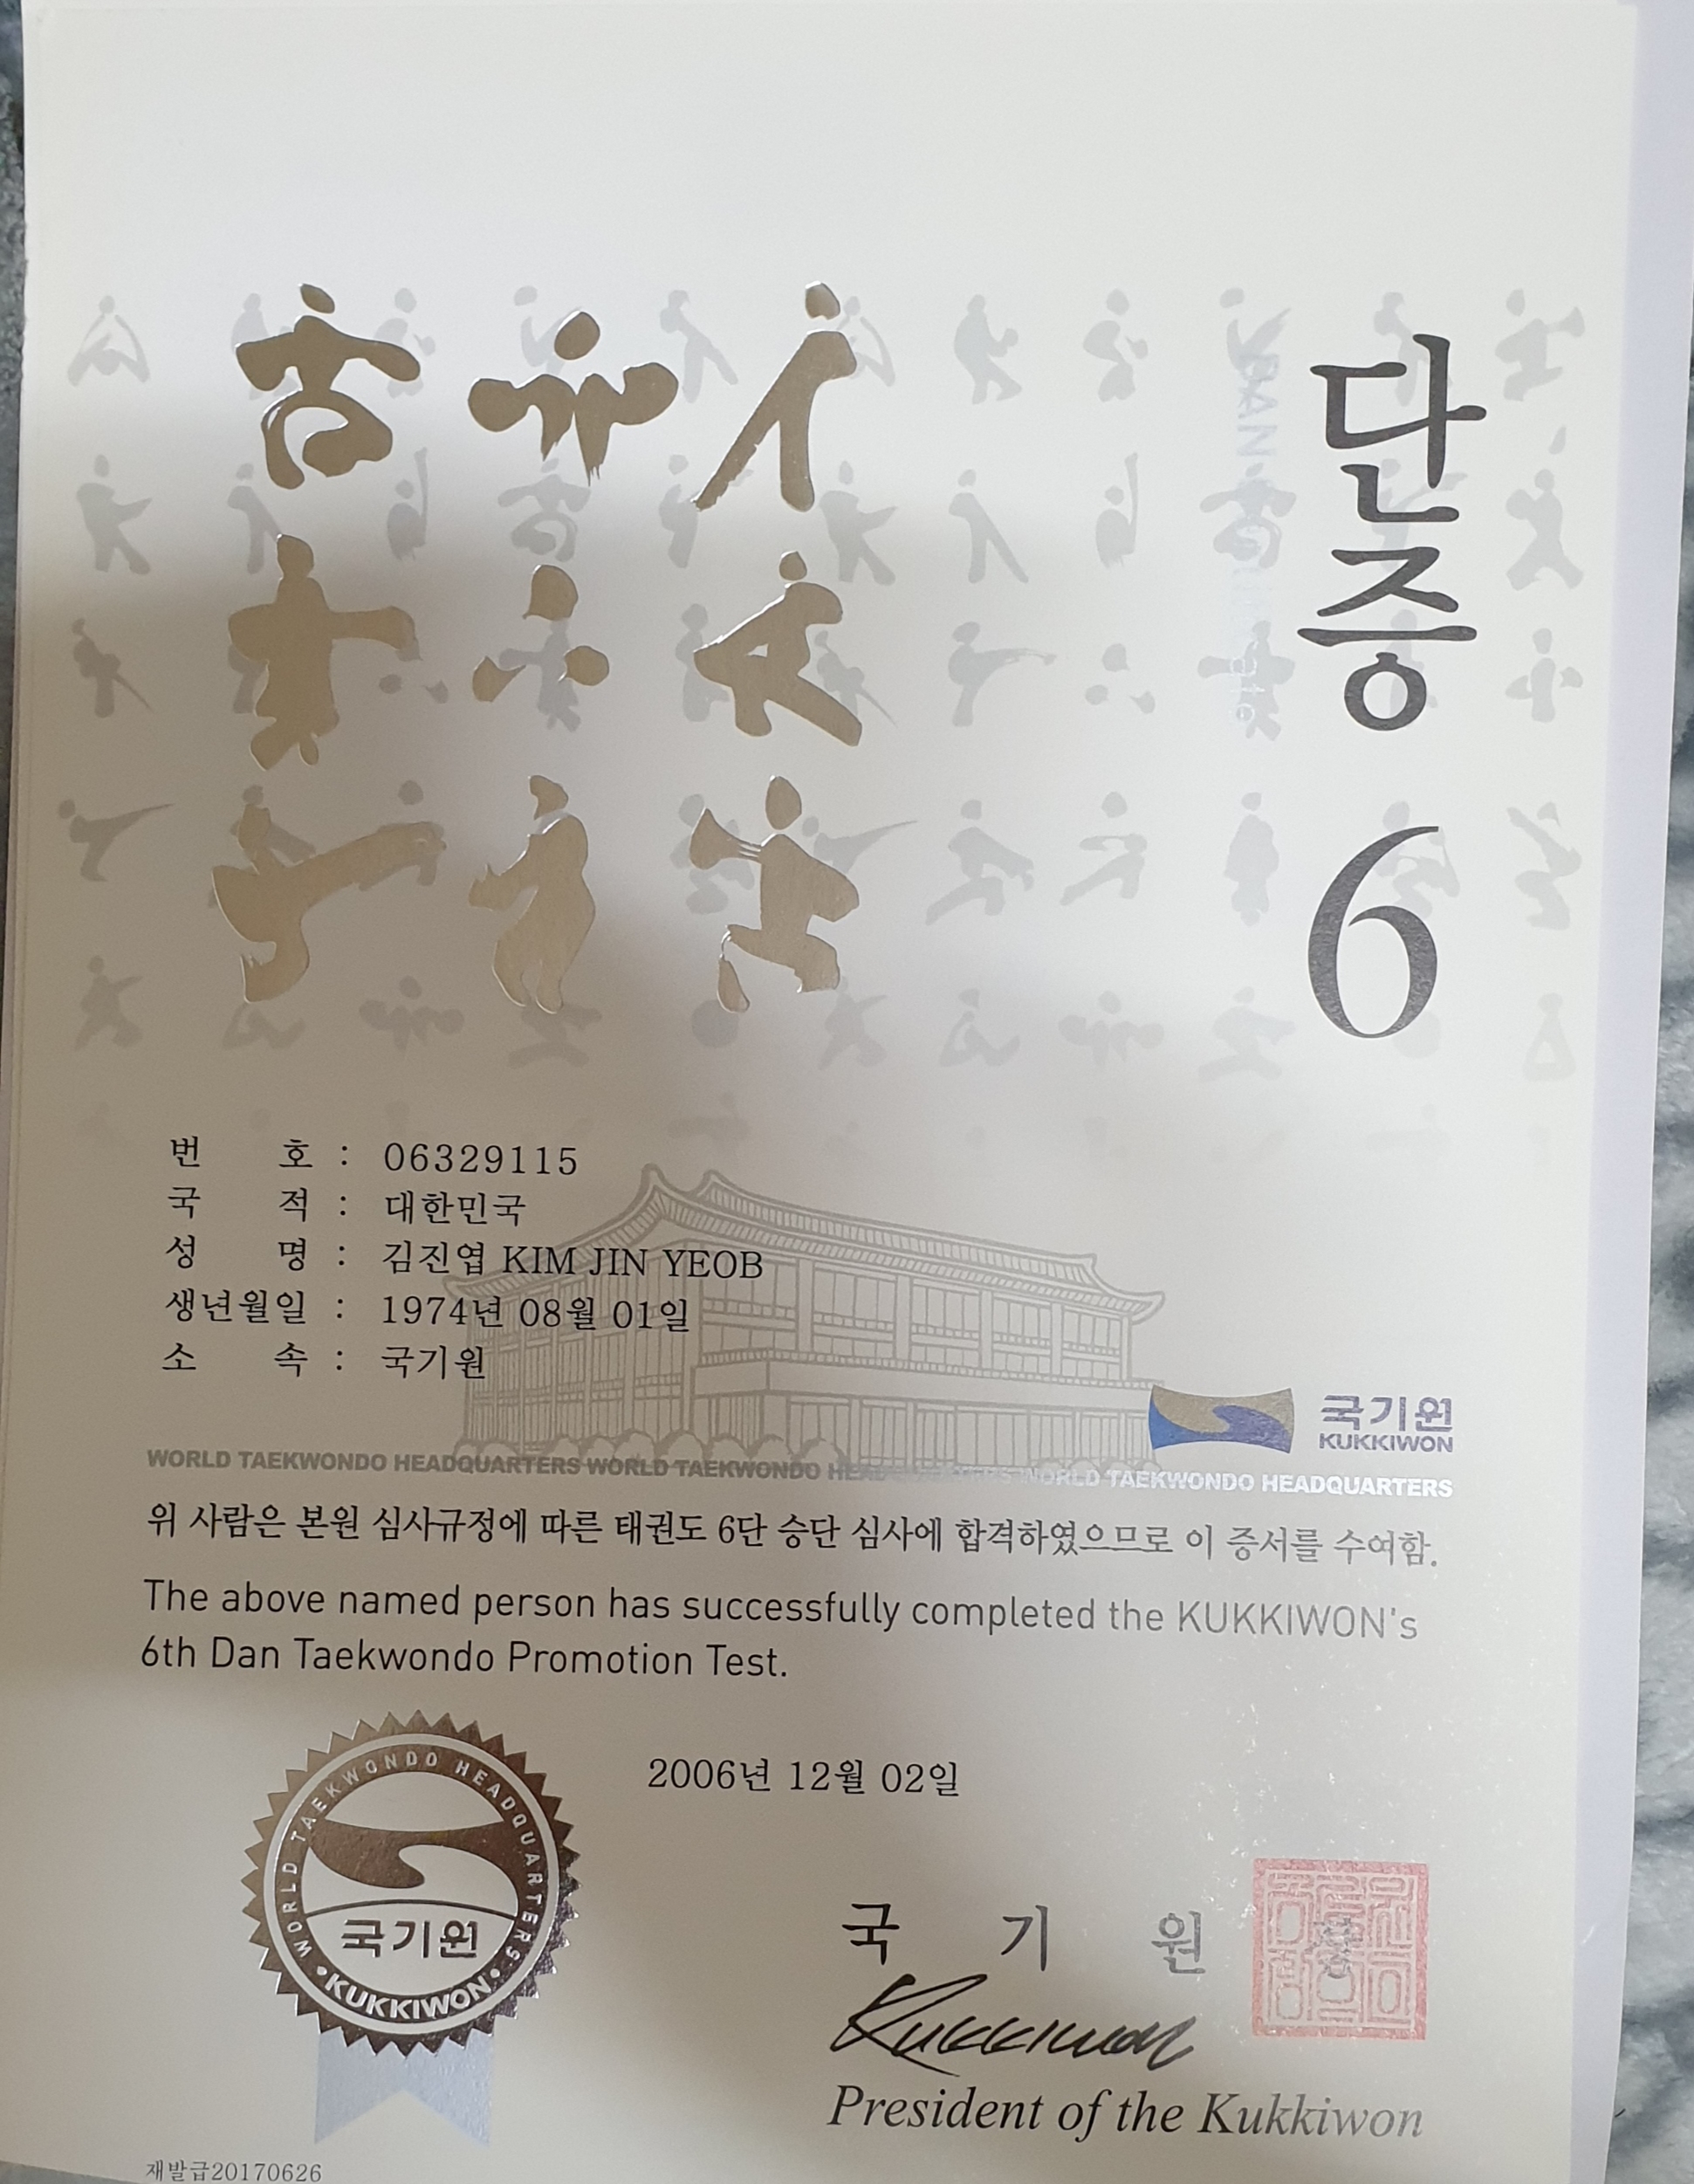 단증 6
번 호 : 06329115
국 적 : 대한민국
성 명 : 김진엽 KIM JIN YEOB
생년월일 : 1974년 08월 01일
소 속 : 국기원
국기원
KUKKIWON
WORLD TAEKWONDO HEADQUARTERS WORLD TAEKWONDO HEADQUARTERS WORLD TAEKWONDO HEADQUARTERS
위 사람은 본원 심사규정에 따른 태권도 6단 승단 심사에 합격하였으므로 이 증서를 수여함.
The above named person has successfully completed the KUKKIWON's
6th Dan Taekwondo Promotion Test.
2006년 12월 02일
WORLD TAEKWONDO HEADQUARTERS
국기원
•KUKKIWON•
국 기 원
Kukkiwon
President of the Kukkiwon
재발급20170626